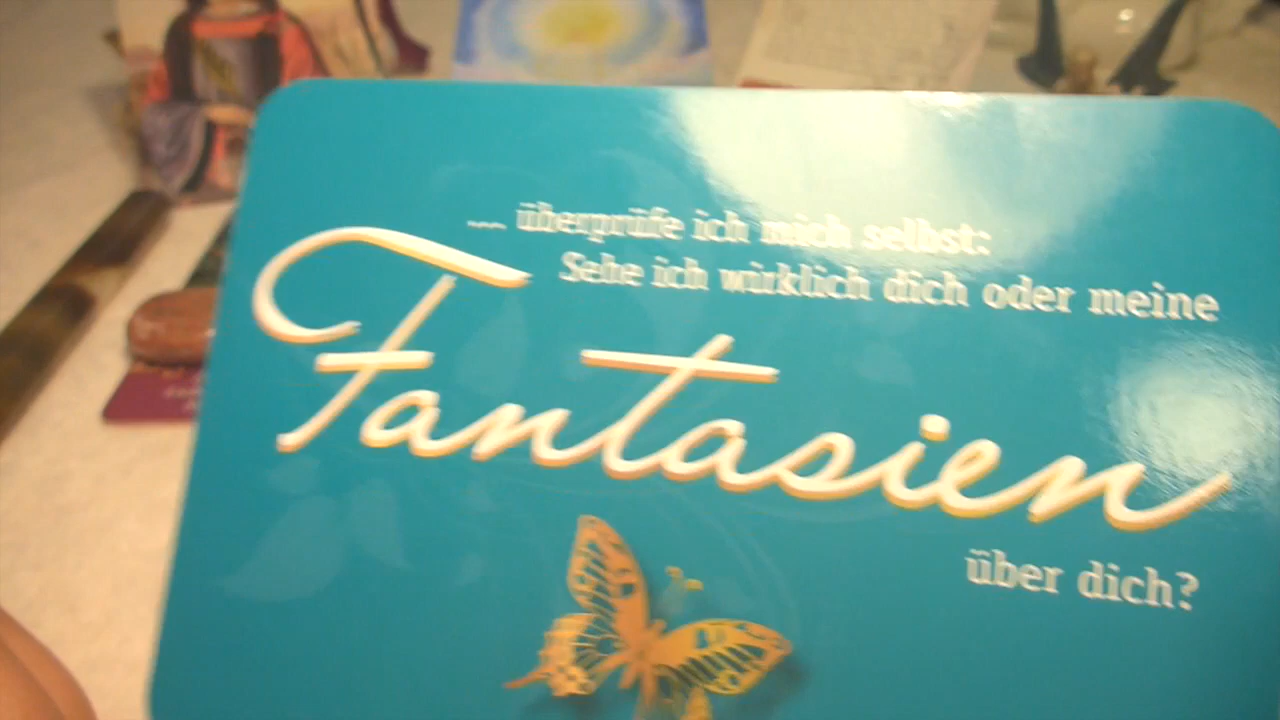 ... überprüfe ich mich selbst:
Sehe ich wirklich dich oder meine
Fantasien
über dich?